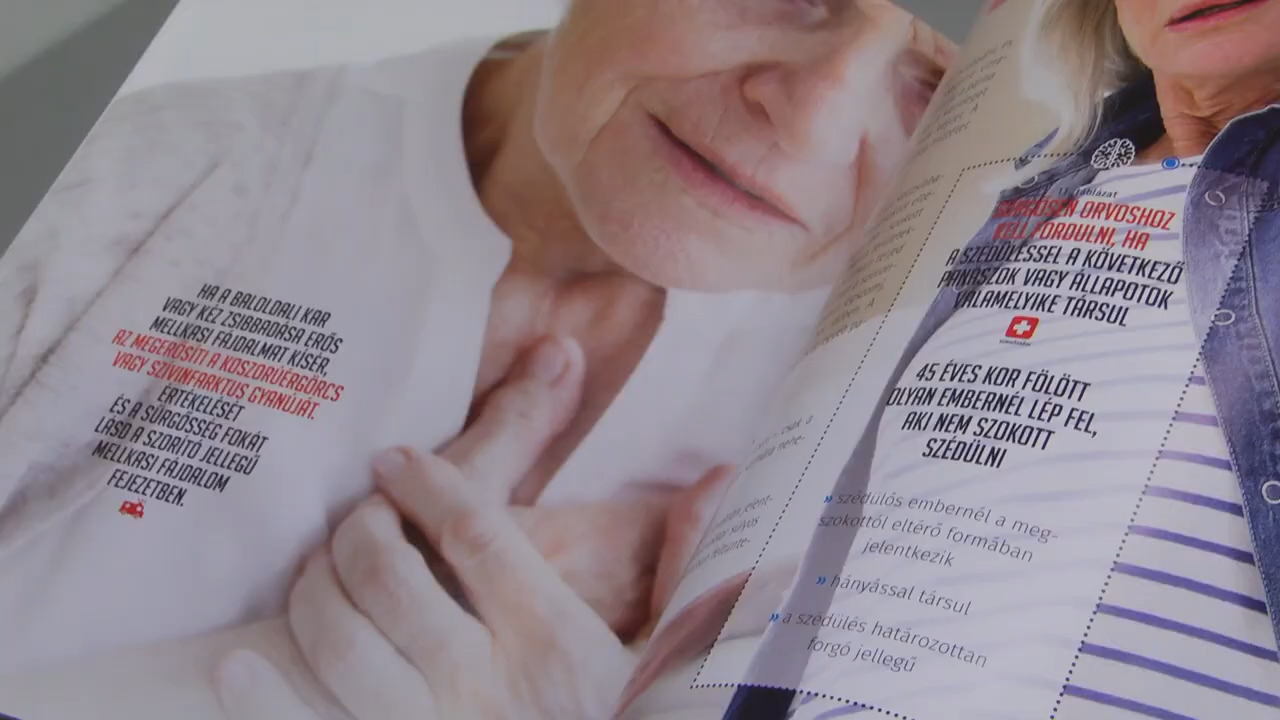 HA A BALOLDALI KAR
VAGY KÉZ ZSIBBADÁSA ERŐS
MELLKASI FÁJDALMAT KÍSÉR,
AZ MEGERŐSÍTI A KOSZORÚÉRGÖRCS
VAGY SZÍVINFARKTUS GYANÚJÁT.
ÉRTÉKELÉSÉT
ÉS A SÜRGŐSSÉG FOKÁT
LÁSD A SZORÍTÓ JELLEGŰ
MELLKASI FÁJDALOM
FEJEZETBEN.
11. táblázat
SÜRGŐSEN ORVOSHOZ
KELL FORDULNI, HA
A SZÉDÜLÉSSEL A KÖVETKEZŐ
PANASZOK VAGY ÁLLAPOTOK
VALAMELYIKE TÁRSUL
45 ÉVES KOR FÖLÖTT
OLYAN EMBERNÉL LÉP FEL,
AKI NEM SZOKOTT
SZÉDÜLNI
» szédülős embernél a meg-
szokottól eltérő formában
jelentkezik
» hányással társul
» a szédülés határozottan
forgó jellegű